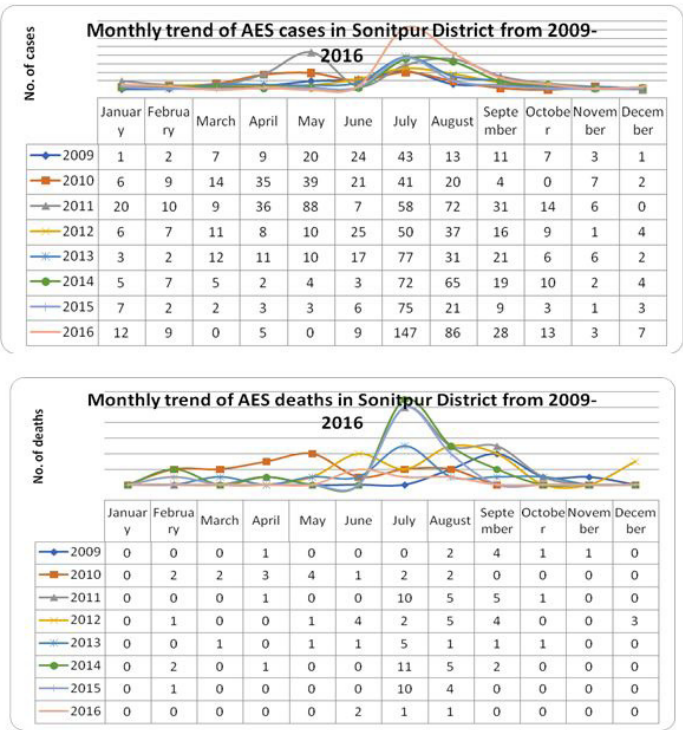 Monthly trend of AES cases in Sonitpur District from 2009-
2016
No. of cases
Januar y Februa ry March April May June July August Septe mber Octobe r Novem ber Decem ber
2009 1 2 7 9 20 24 43 13 11 7 3 1
2010 6 9 14 35 39 21 41 20 4 0 7 2
2011 20 10 9 36 88 7 58 72 31 14 6 0
2012 6 7 11 8 10 25 50 37 16 9 1 4
2013 3 2 12 11 10 17 77 31 21 6 6 2
2014 5 7 5 2 4 3 72 65 19 10 2 4
2015 7 2 2 3 3 6 75 21 9 3 1 3
2016 12 9 0 5 0 9 147 86 28 13 3 7
Monthly trend of AES deaths in Sonitpur District from 2009-
2016
No. of deaths
Januar y Februa ry March April May June July August Septe mber Octobe r Novem ber Decem ber
2009 0 0 0 1 0 0 0 2 4 1 1 0
2010 0 2 2 3 4 1 2 2 0 0 0 0
2011 0 0 0 1 0 0 10 5 5 1 0 0
2012 0 1 0 0 1 4 2 5 4 0 0 3
2013 0 0 1 0 1 1 5 1 1 1 0 0
2014 0 2 0 1 0 0 11 5 2 0 0 0
2015 0 1 0 0 0 0 10 4 0 0 0 0
2016 0 0 0 0 0 2 1 1 0 0 0 0